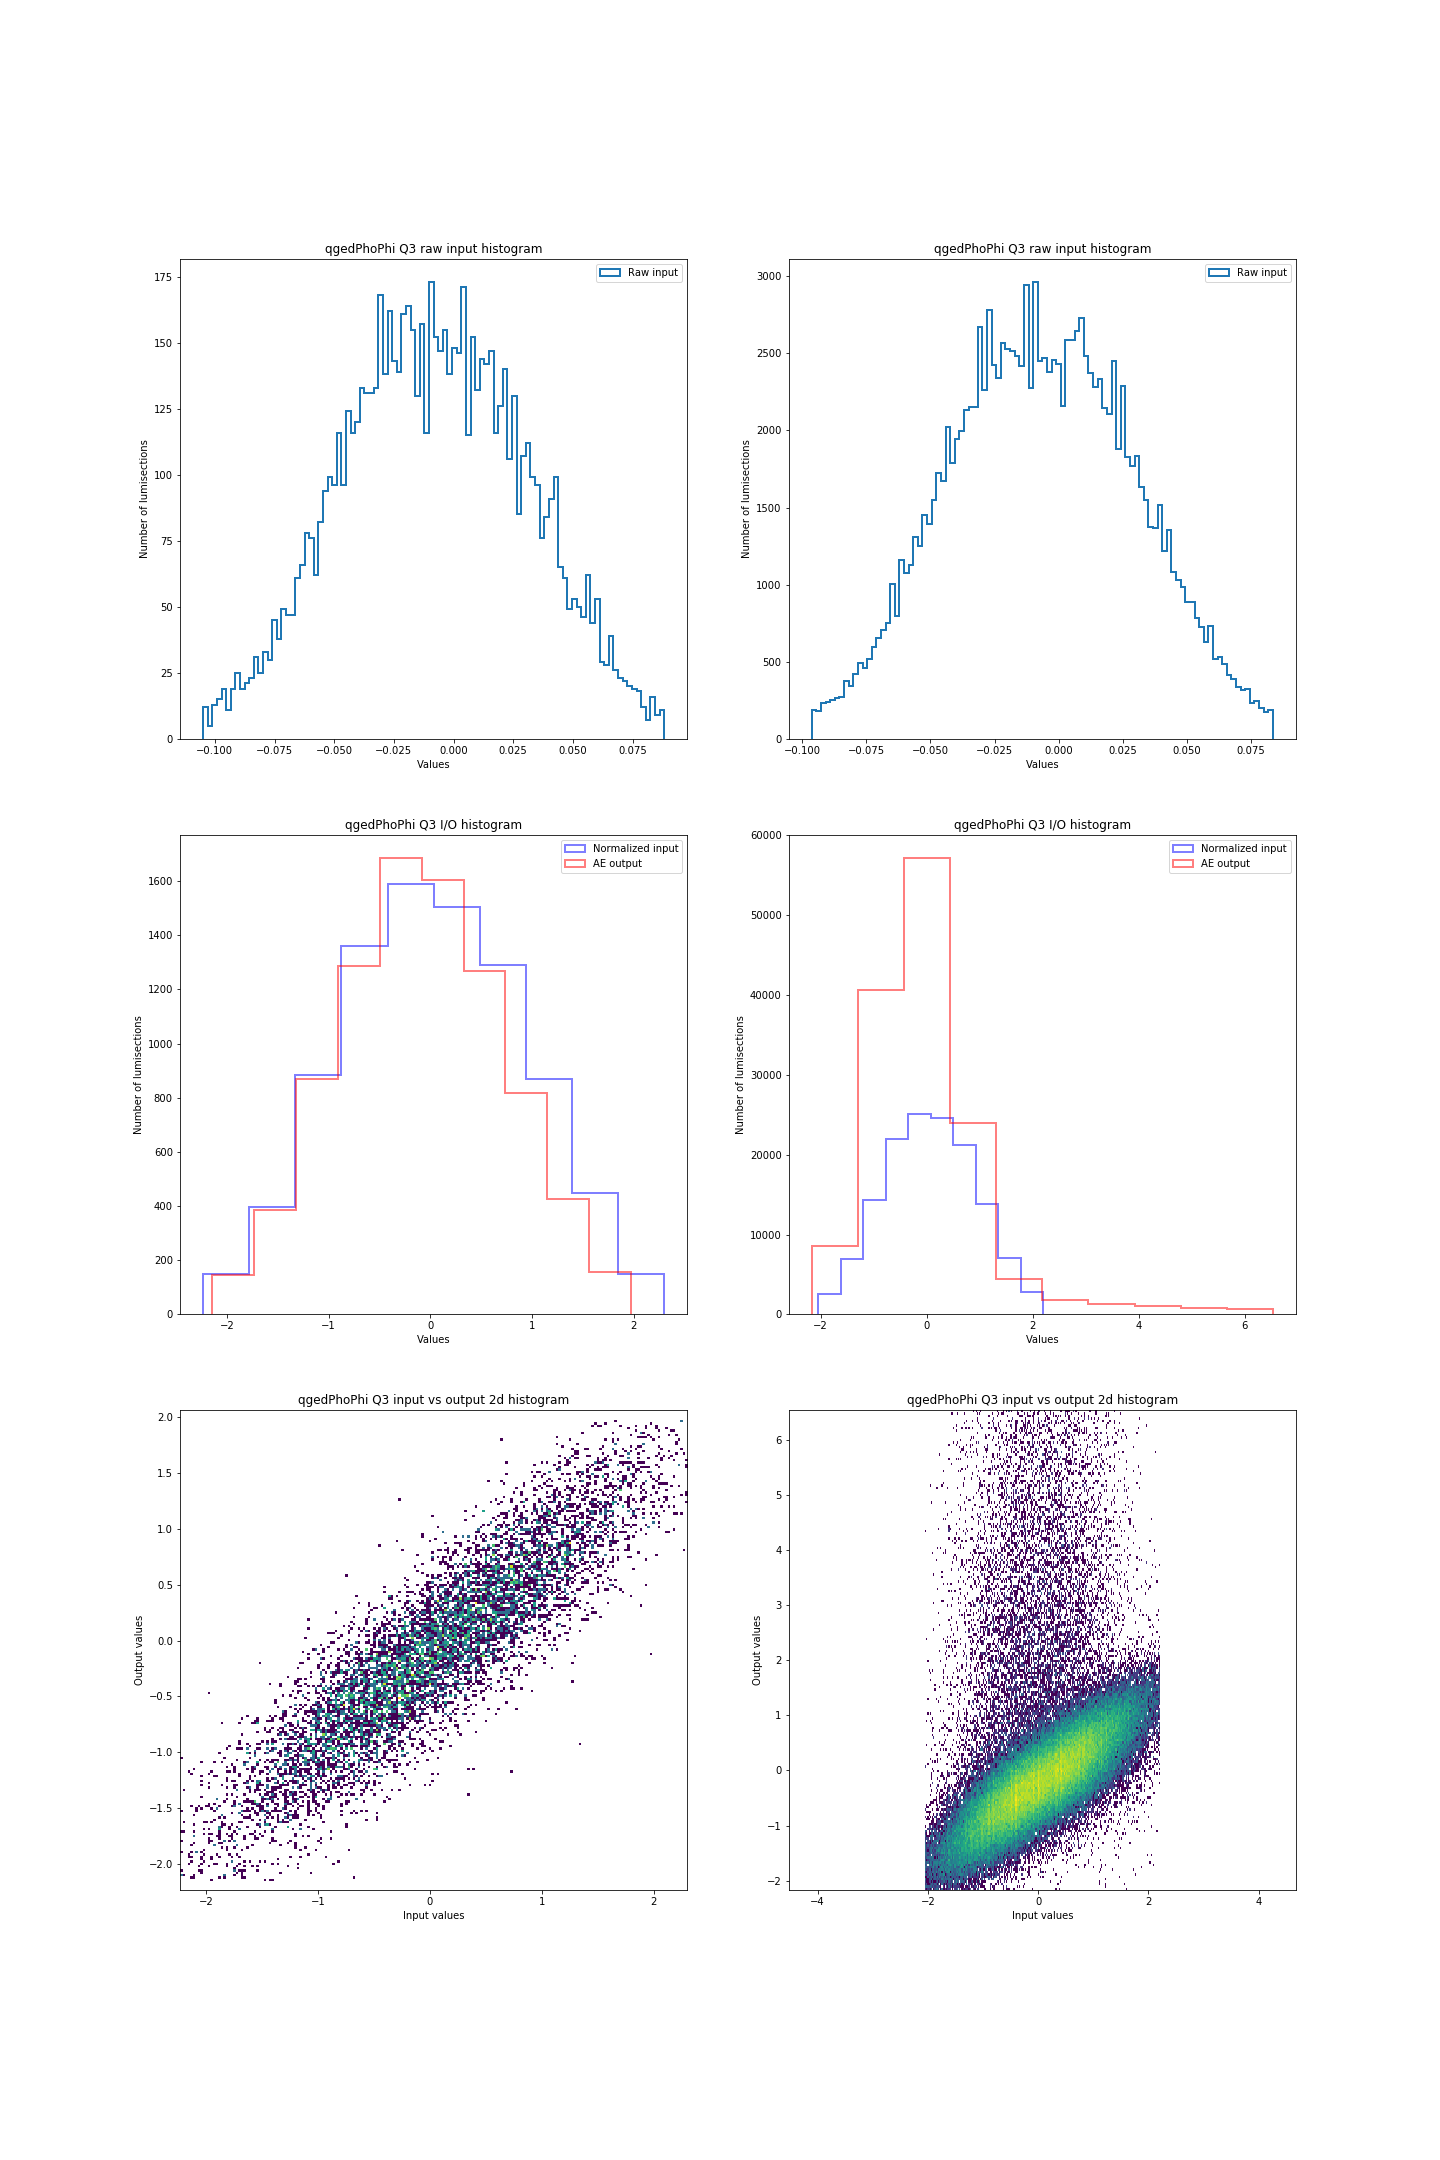 qgedPhoPhi Q3 raw input histogram
Raw input
175
150
125
100
75
50
25
0
Number of lumisections
−0.100 −0.075 −0.050 −0.025 0.000 0.025 0.050 0.075
Values
qgedPhoPhi Q3 raw input histogram
Raw input
3000
2500
2000
1500
1000
500
0
Number of lumisections
−0.100 −0.075 −0.050 −0.025 0.000 0.025 0.050 0.075
Values
qgedPhoPhi Q3 I/O histogram
Normalized input
AE output
1600
1400
1200
1000
800
600
400
200
0
Number of lumisections
−2 −1 0 1 2
Values
qgedPhoPhi Q3 I/O histogram
Normalized input
AE output
60000
50000
40000
30000
20000
10000
0
Number of lumisections
−2 0 2 4 6
Values
qgedPhoPhi Q3 input vs output 2d histogram
2.0
1.5
1.0
0.5
0.0
−0.5
−1.0
−1.5
−2.0
Output values
−2 −1 0 1 2
Input values
qgedPhoPhi Q3 input vs output 2d histogram
6
5
4
3
2
1
0
−1
−2
Output values
−4 −2 0 2 4
Input values